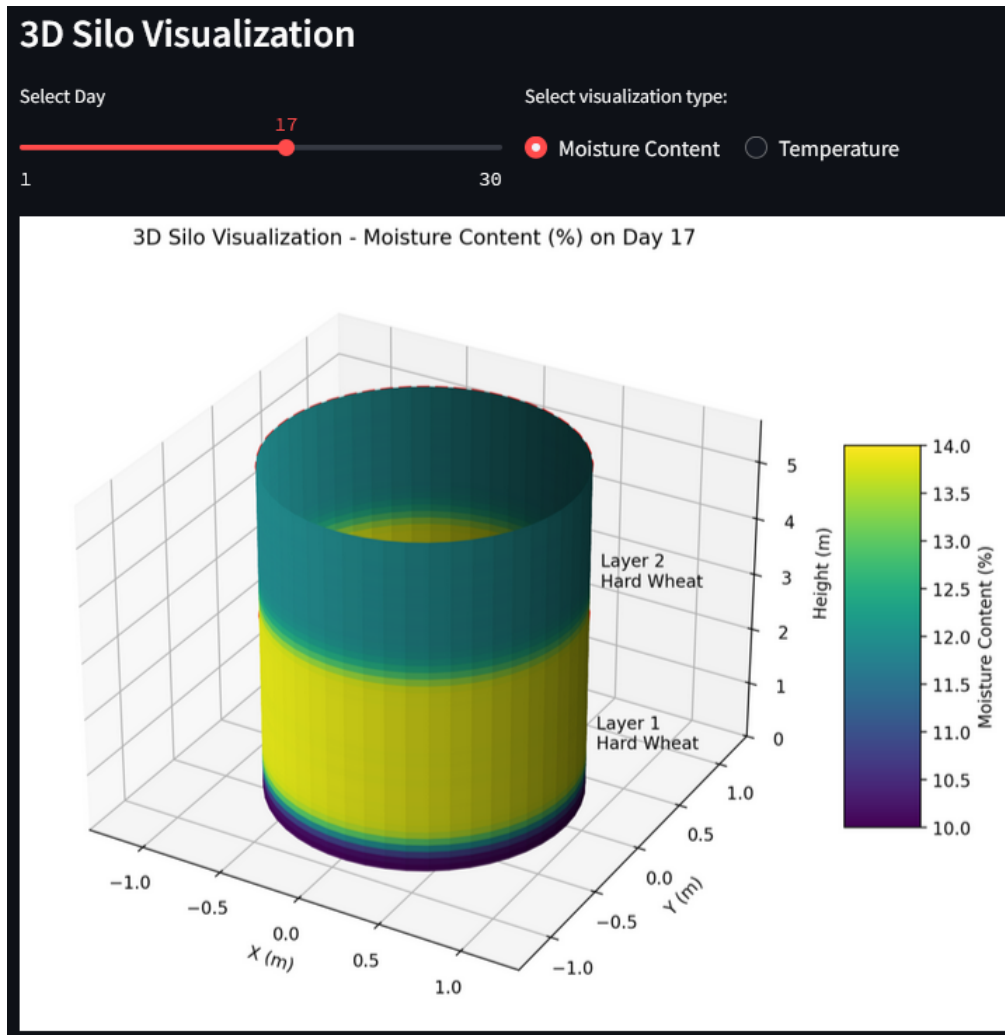 3D Silo Visualization
Select Day
Select visualization type:
17
Moisture Content
Temperature
1
30
3D Silo Visualization - Moisture Content (%) on Day 17
Layer 2
Hard Wheat
Layer 1
Hard Wheat
5
4
3
2
1
0
Height (m)
14.0
13.5
13.0
12.5
12.0
11.5
11.0
10.5
10.0
Moisture Content (%)
−1.0
−0.5
0.0
0.5
1.0
X (m)
1.0
0.5
0.0
−0.5
−1.0
Y (m)